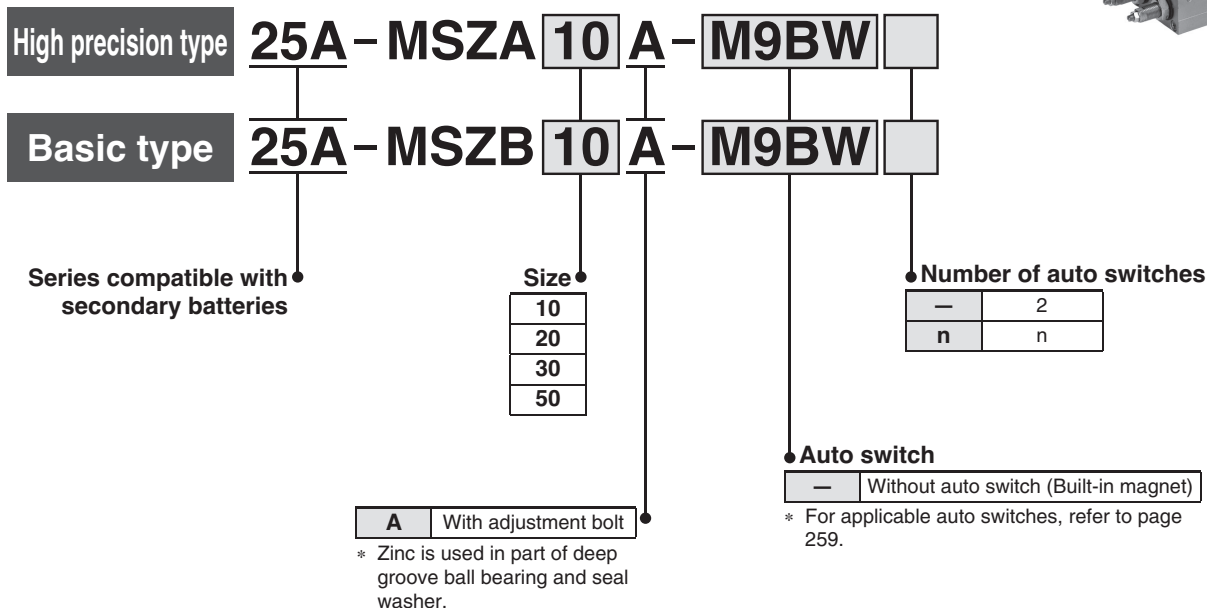 High precision type 25A-MSZA 10 A-M9BW
Basic type 25A-MSZB 10 A-M9BW
Series compatible with
secondary batteries
Size
10
20
30
50
Number of auto switches
— 2
n n
Auto switch
— Without auto switch (Built-in magnet)
* For applicable auto switches, refer to page
259.
A With adjustment bolt
* Zinc is used in part of deep
groove ball bearing and seal
washer.